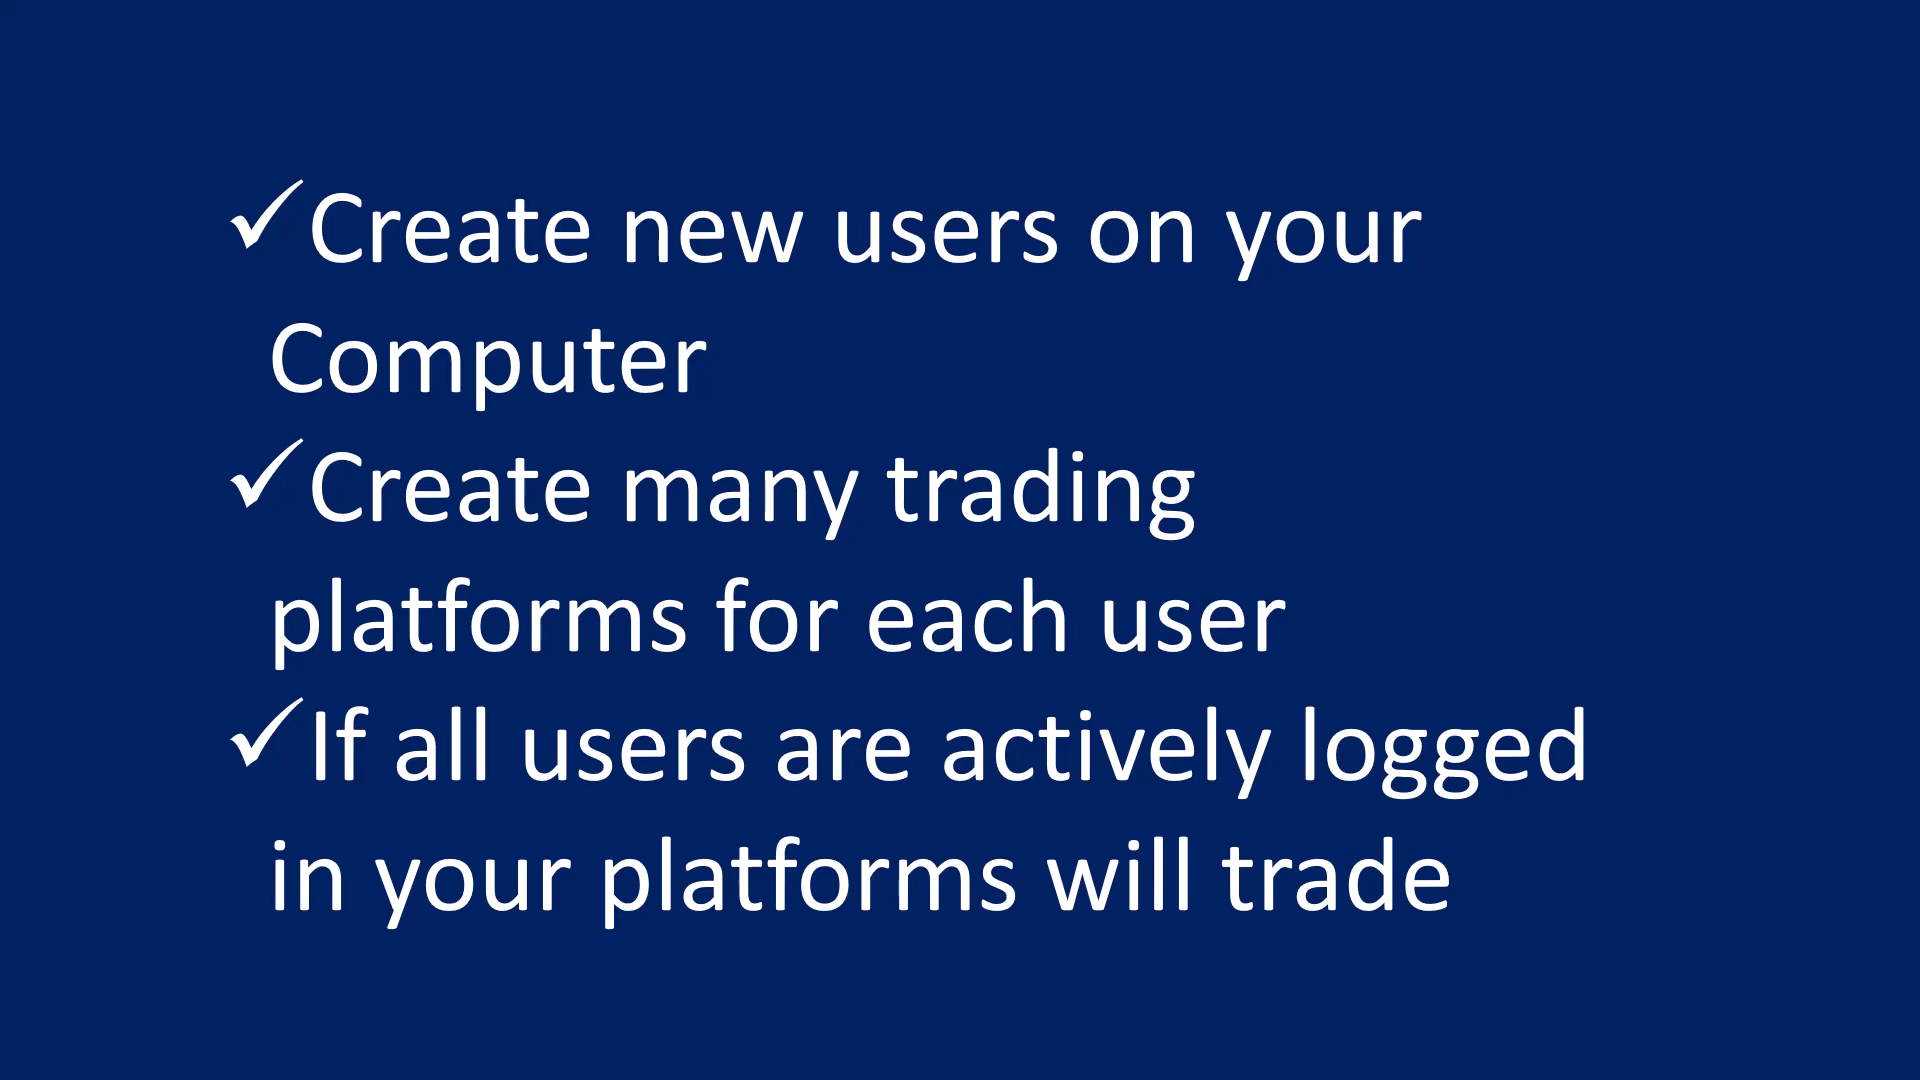 ✓Create new users on your
Computer
✓Create many trading
platforms for each user
✓If all users are actively logged
in your platforms will trade